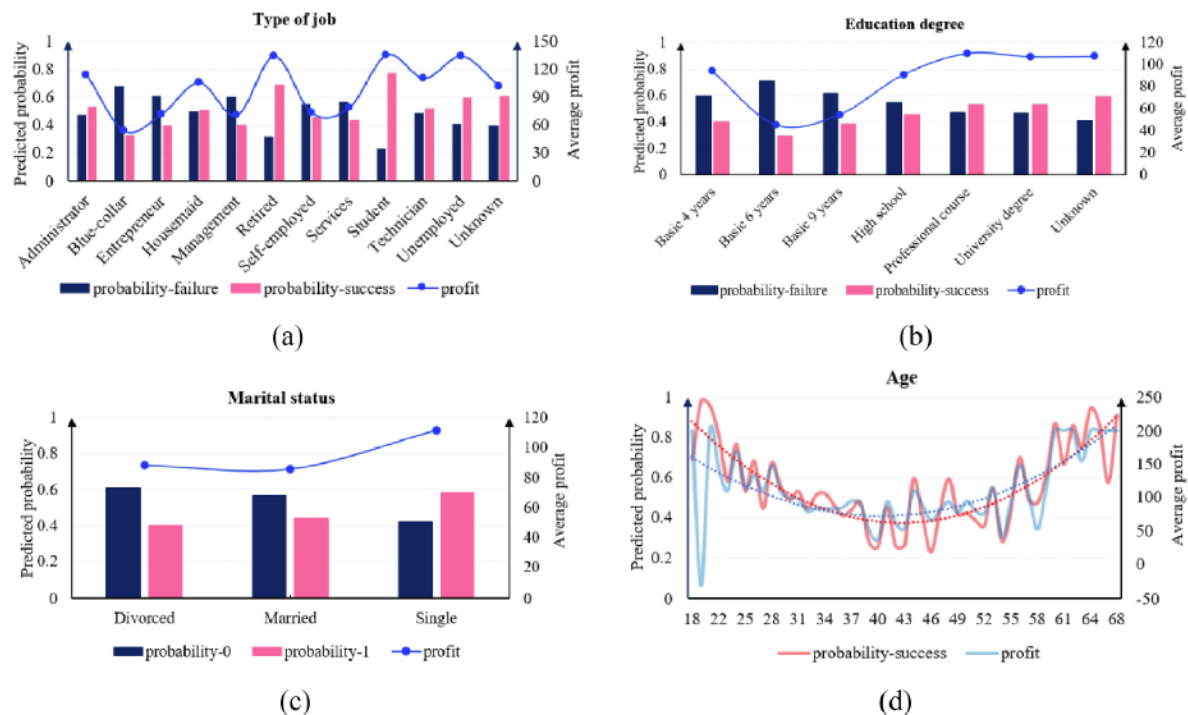 Type of job
Predicted probability
1
0.8
0.6
0.4
0.2
0
150
120
90
60
30
0
Average profit
Administrator
Blue-collar
Entrepreneur
Housemaid
Management
Retired
Self-employed
Services
Student
Technician
Unemployed
Unknown
probability-failure probability-success profit
(a)
Education degree
Predicted probability
1
0.8
0.6
0.4
0.2
0
120
100
80
60
40
20
0
Average profit
Basic 4 years
Basic 6 years
Basic 9 years
High school
Professional course
University degree
Unknown
probability-failure probability-success profit
(b)
Marital status
Predicted probability
1
0.8
0.6
0.4
0.2
0
120
100
80
60
40
20
0
Average profit
Divorced Married Single
probability-0 probability-1 profit
(c)
Age
Predicted probability
1
0.8
0.6
0.4
0.2
0
250
200
150
100
50
0
-50
Average profit
18 22 25 28 31 34 37 40 43 46 49 52 55 58 61 64 68
probability-success profit
(d)